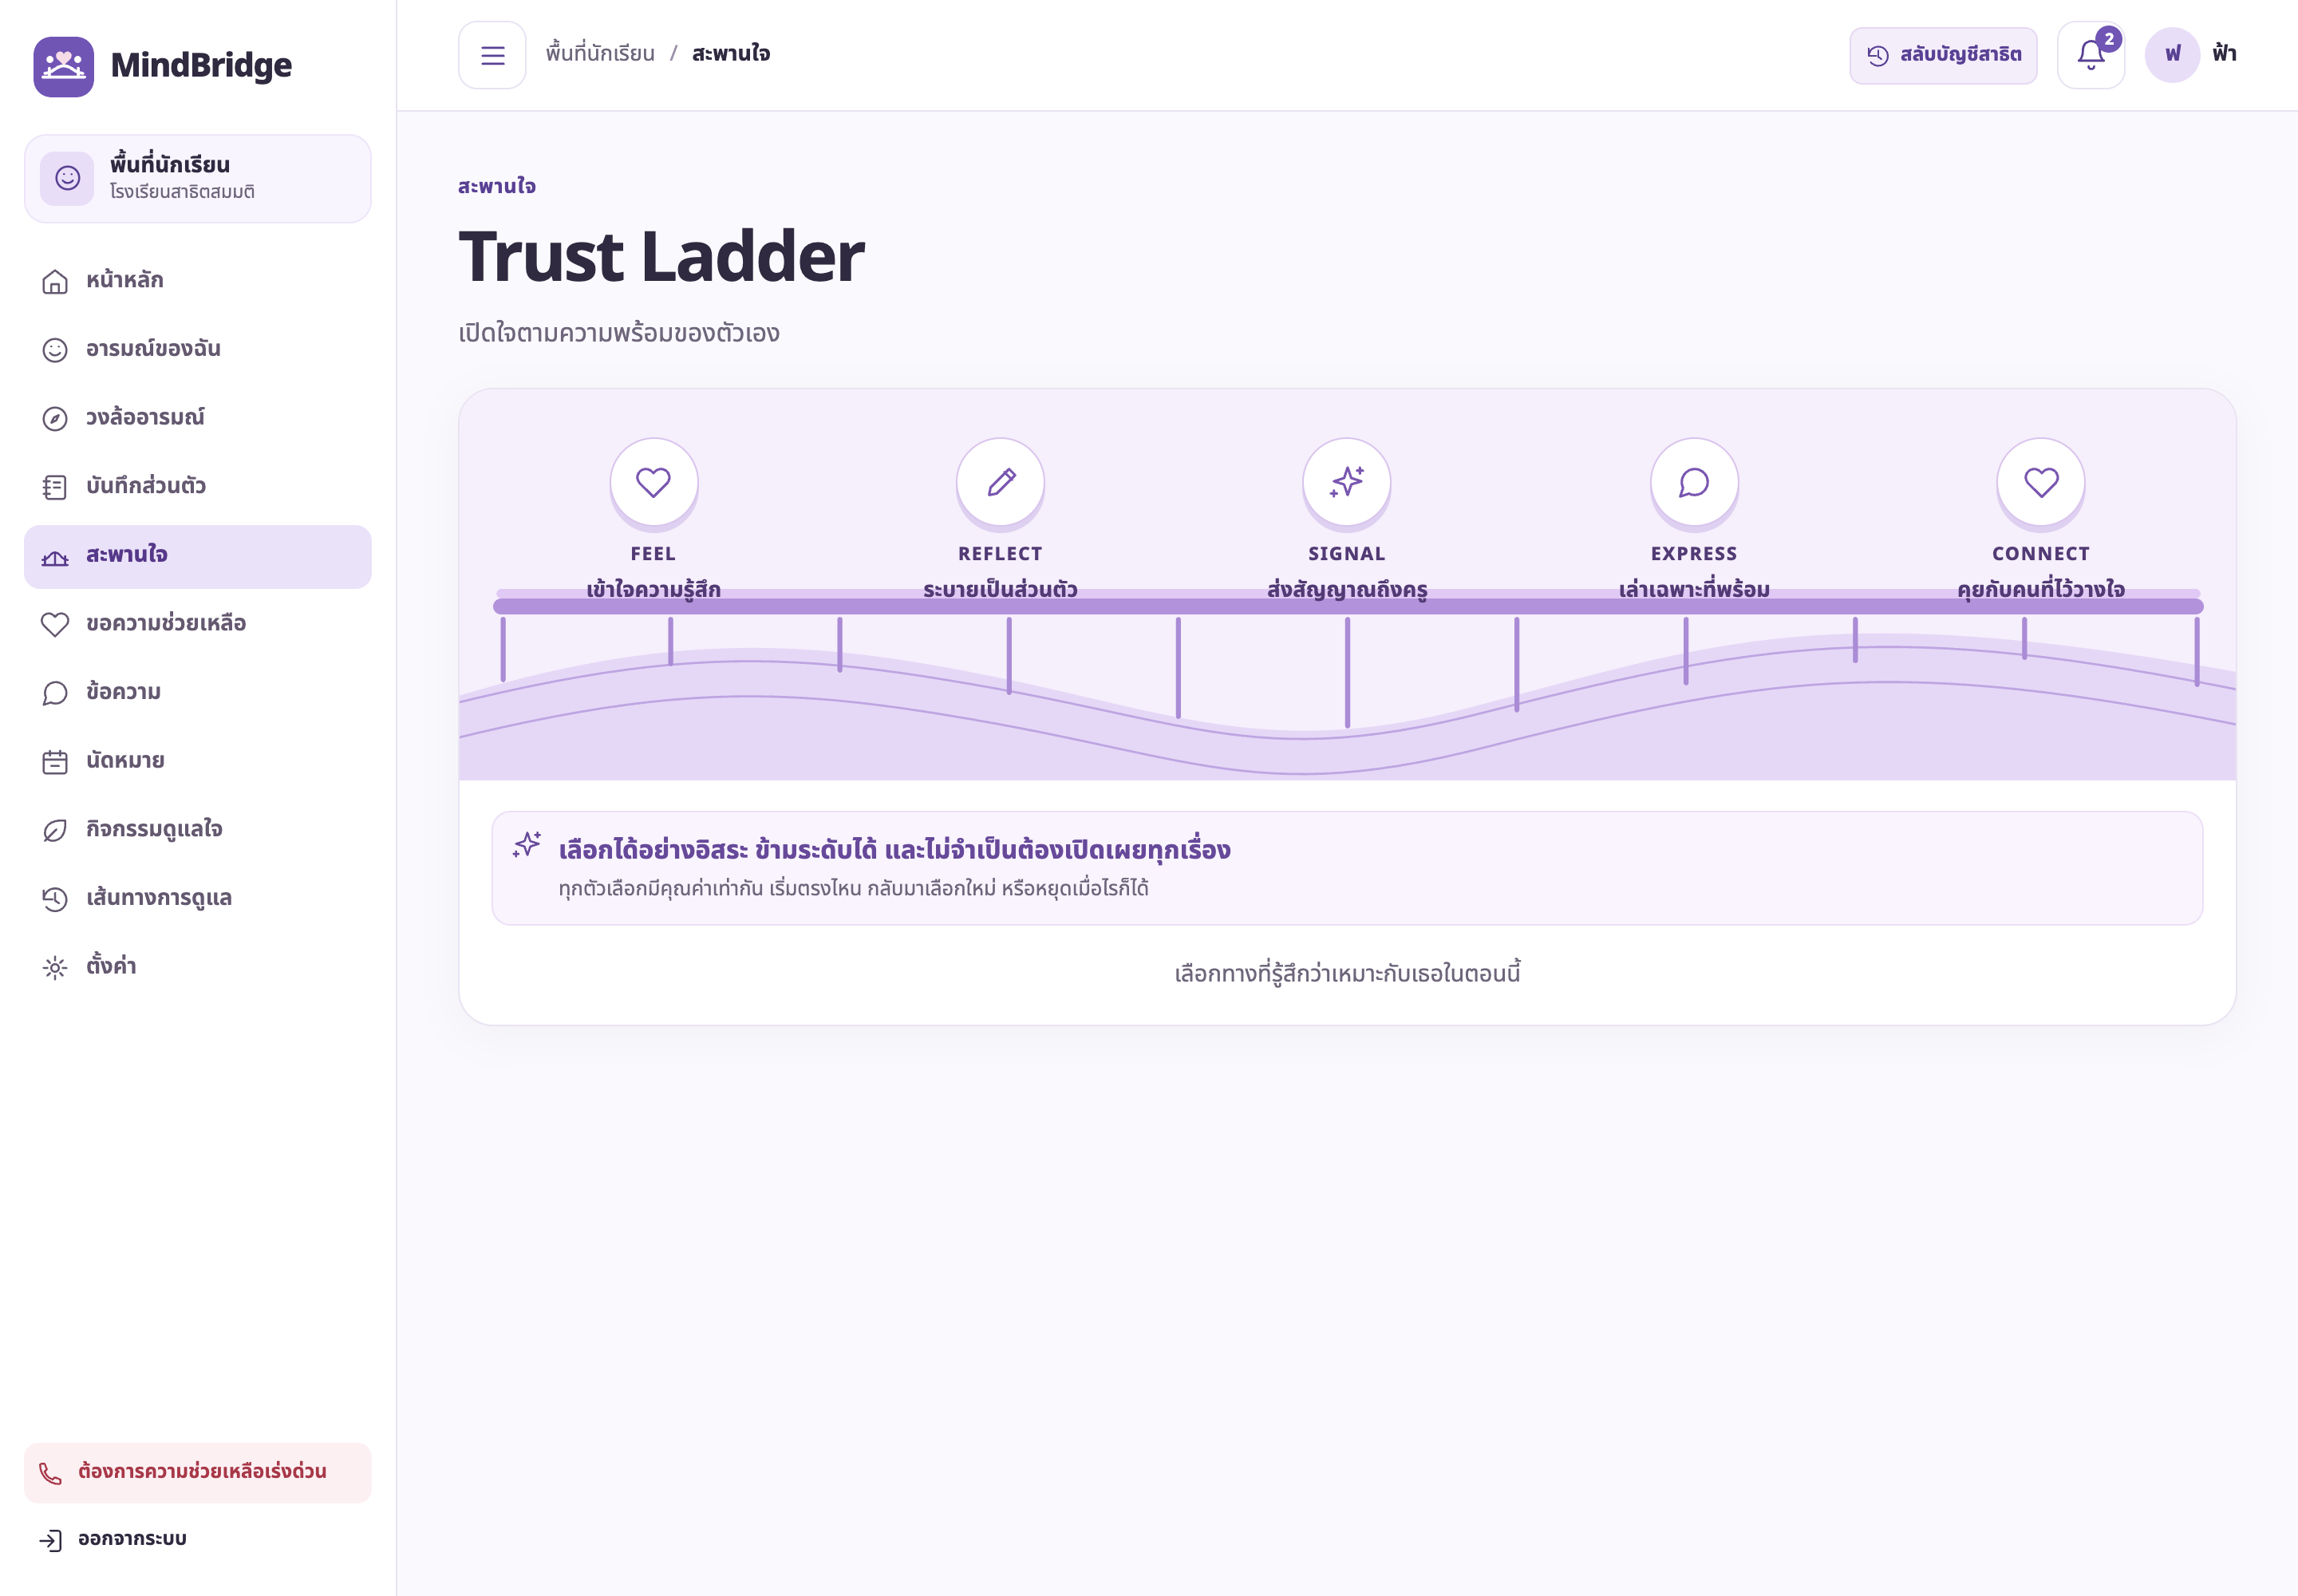 MindBridge
พื้นที่นักเรียน
โรงเรียนสาธิตสมมติ
หน้าหลัก
อารมณ์ของฉัน
วงล้ออารมณ์
บันทึกส่วนตัว
สะพานใจ
ขอความช่วยเหลือ
ข้อความ
นัดหมาย
กิจกรรมดูแลใจ
เส้นทางการดูแล
ตั้งค่า
ต้องการความช่วยเหลือเร่งด่วน
ออกจากระบบ
พื้นที่นักเรียน / สะพานใจ
สลับบัญชีสาธิต
2
ฟ ฟ้า
สะพานใจ
Trust Ladder
เปิดใจตามความพร้อมของตัวเอง
FEEL
เข้าใจความรู้สึก
REFLECT
ระบายเป็นส่วนตัว
SIGNAL
ส่งสัญญาณถึงครู
EXPRESS
เล่าเฉพาะที่พร้อม
CONNECT
คุยกับคนที่ไว้วางใจ
เลือกได้อย่างอิสระ ข้ามระดับได้ และไม่จำเป็นต้องเปิดเผยทุกเรื่อง
ทุกตัวเลือกมีคุณค่าเท่ากัน เริ่มตรงไหน กลับมาเลือกใหม่ หรือหยุดเมื่อไรก็ได้
เลือกทางที่รู้สึกว่าเหมาะกับเธอในตอนนี้